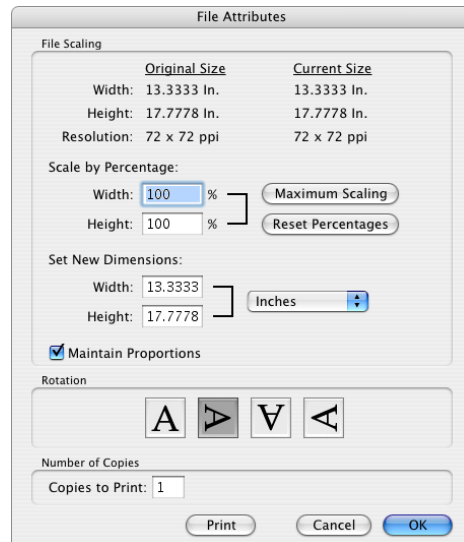 File Attributes
File Scaling
Original Size Current Size
Width: 13.3333 In. 13.3333 In.
Height: 17.7778 In. 17.7778 In.
Resolution: 72 x 72 ppi 72 x 72 ppi
Scale by Percentage:
Width: 100 % Maximum Scaling
Height: 100 % Reset Percentages
Set New Dimensions:
Width: 13.3333
Inches
Height: 17.7778
Maintain Proportions
Rotation
A A A A
Number of Copies
Copies to Print: 1
Print Cancel OK